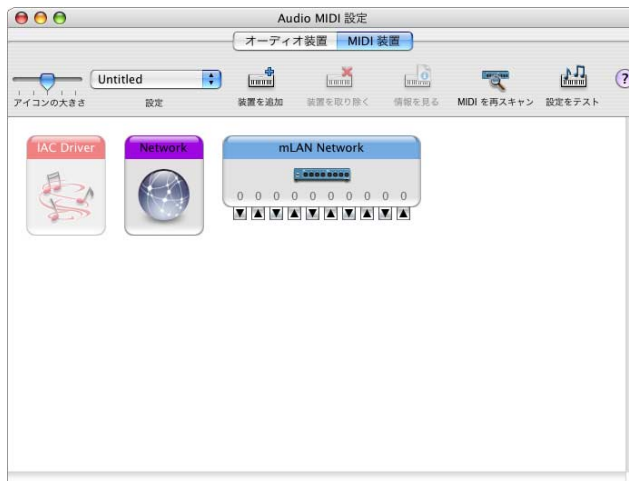 Audio MIDI 設定
オーディオ装置 MIDI 装置
Untitled
アイコンの大きさ 設定 装置を追加 装置を取り除く 情報を見る MIDI を再スキャン 設定をテスト ?
IAC Driver Network mLAN Network
0 0 0 0 0 0 0 0 0 0